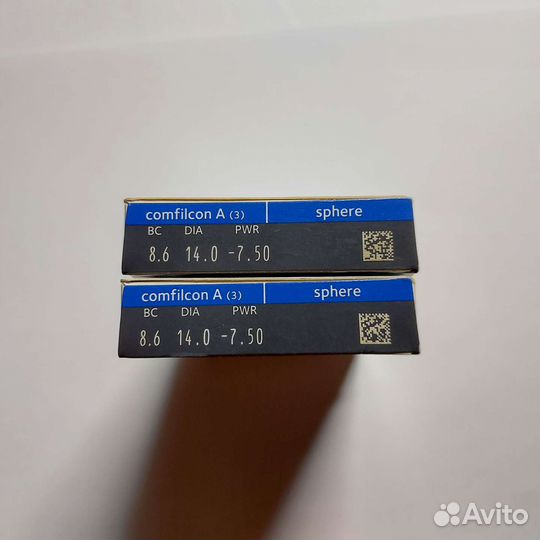 comfilcon A (3) sphere
BC DIA PWR
8.6 14.0 -7.50
comfilcon A (3) sphere
BC DIA PWR
8.6 14.0 -7.50
Avito